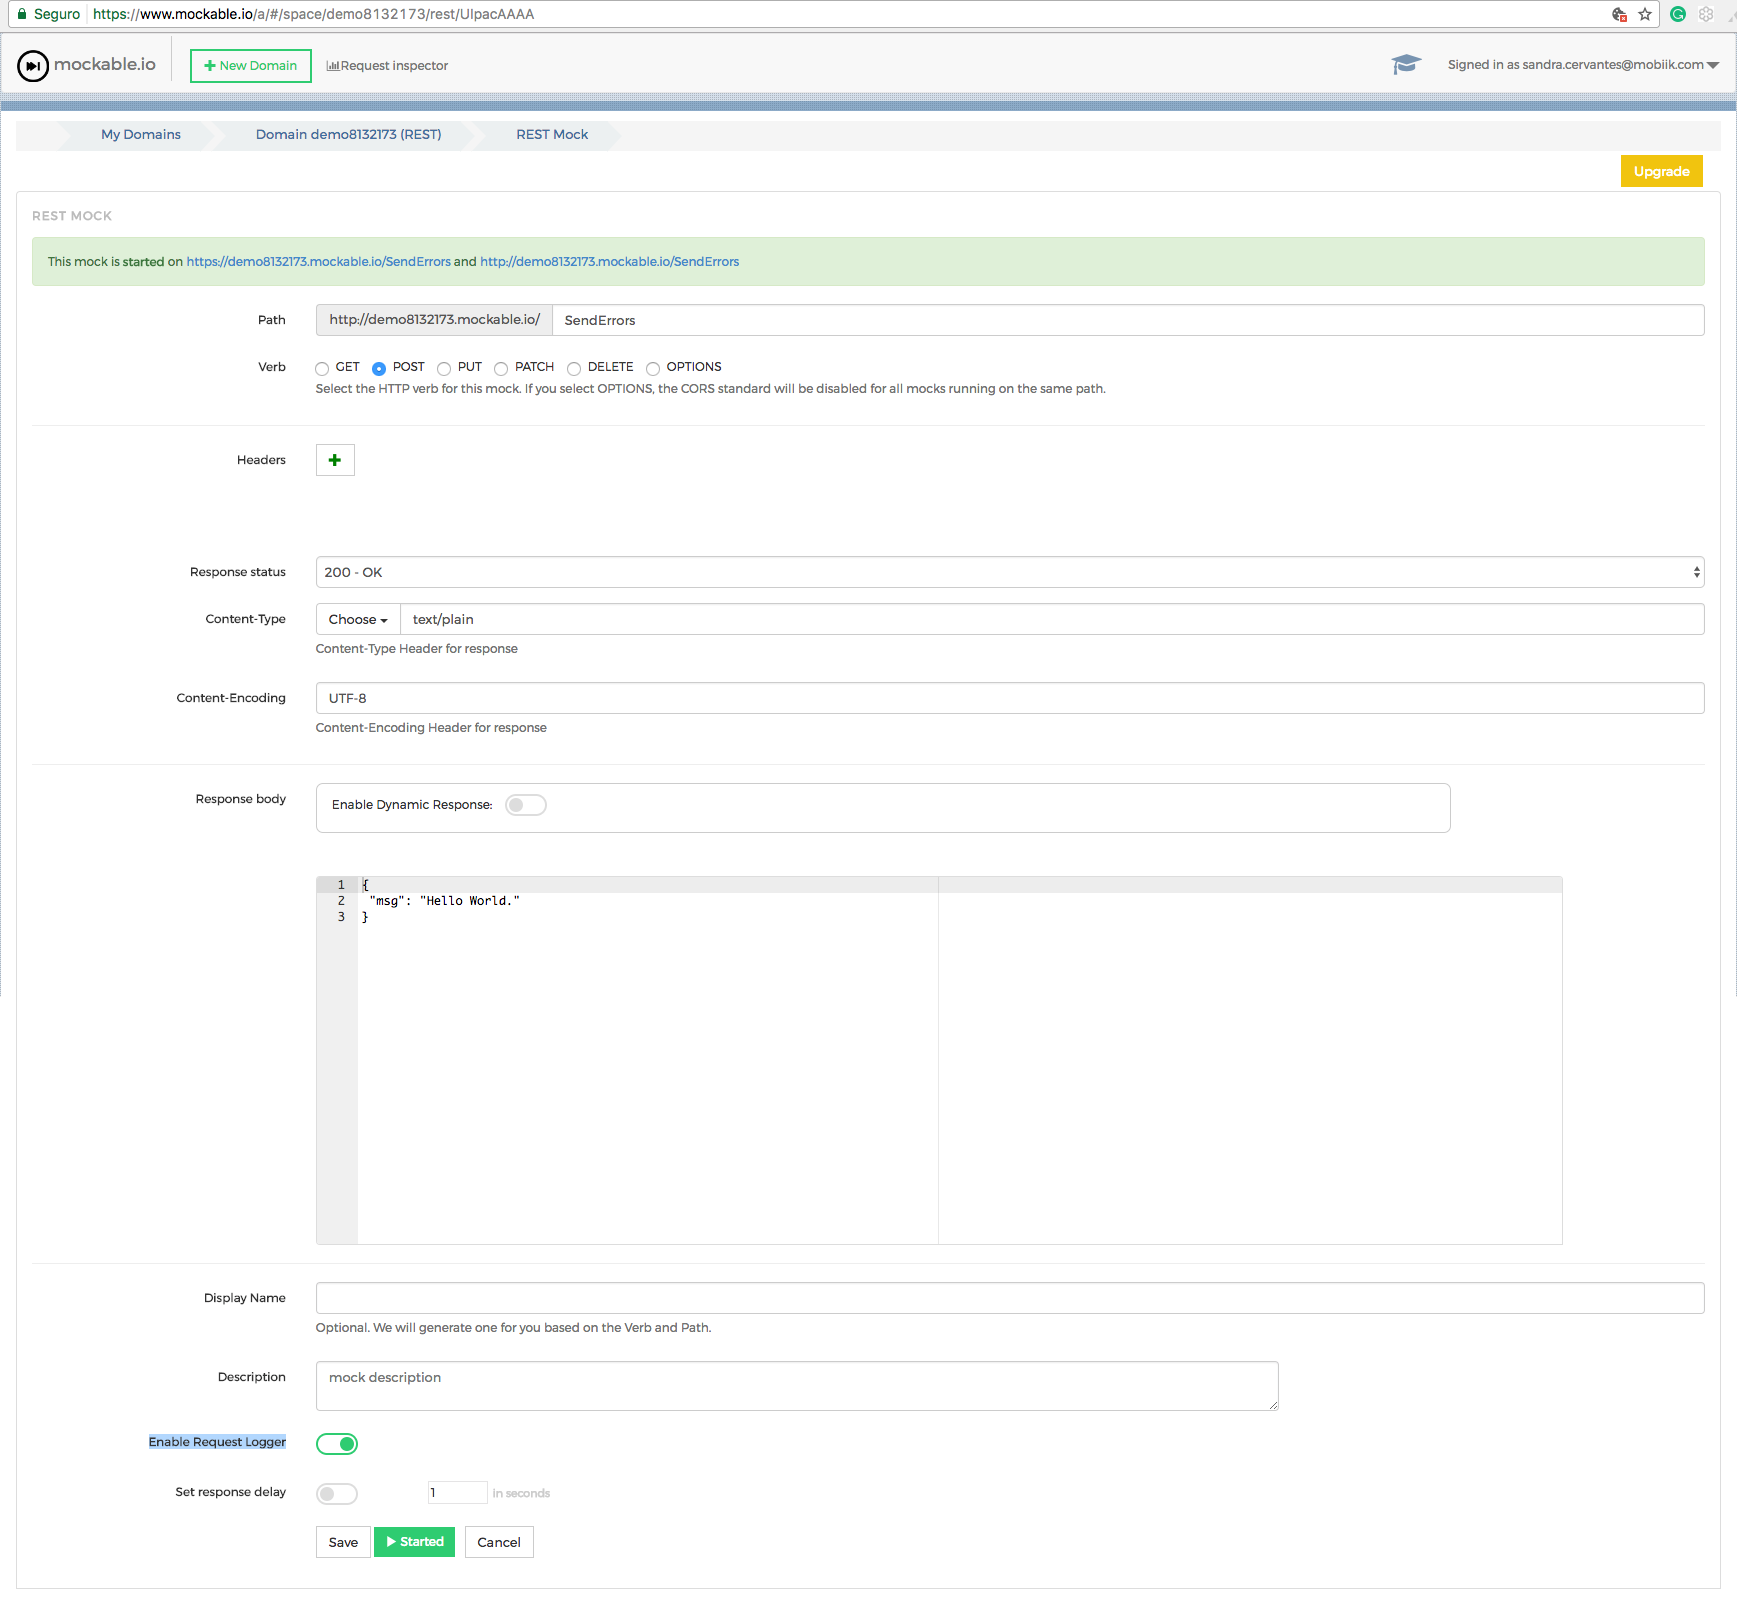 Seguro https://www.mockable.io/a/#/space/demo8132173/rest/UIpacAAAA
mockable.io New Domain Request inspector Signed in as sandra.cervantes@mobiik.com
My Domains Domain demo8132173 (REST) REST Mock
Upgrade
REST MOCK
This mock is started on https://demo8132173.mockable.io/SendErrors and http://demo8132173.mockable.io/SendErrors
Path http://demo8132173.mockable.io/ SendErrors
Verb GET POST PUT PATCH DELETE OPTIONS
Select the HTTP verb for this mock. If you select OPTIONS, the CORS standard will be disabled for all mocks running on the same path.
Headers
Response status 200 - OK
Content-Type Choose text/plain
Content-Type Header for response
Content-Encoding UTF-8
Content-Encoding Header for response
Response body Enable Dynamic Response:
1 {
2 "msg": "Hello World."
3 }
Display Name
Optional. We will generate one for you based on the Verb and Path.
Description mock description
Enable Request Logger
Set response delay 1 in seconds
Save Started Cancel